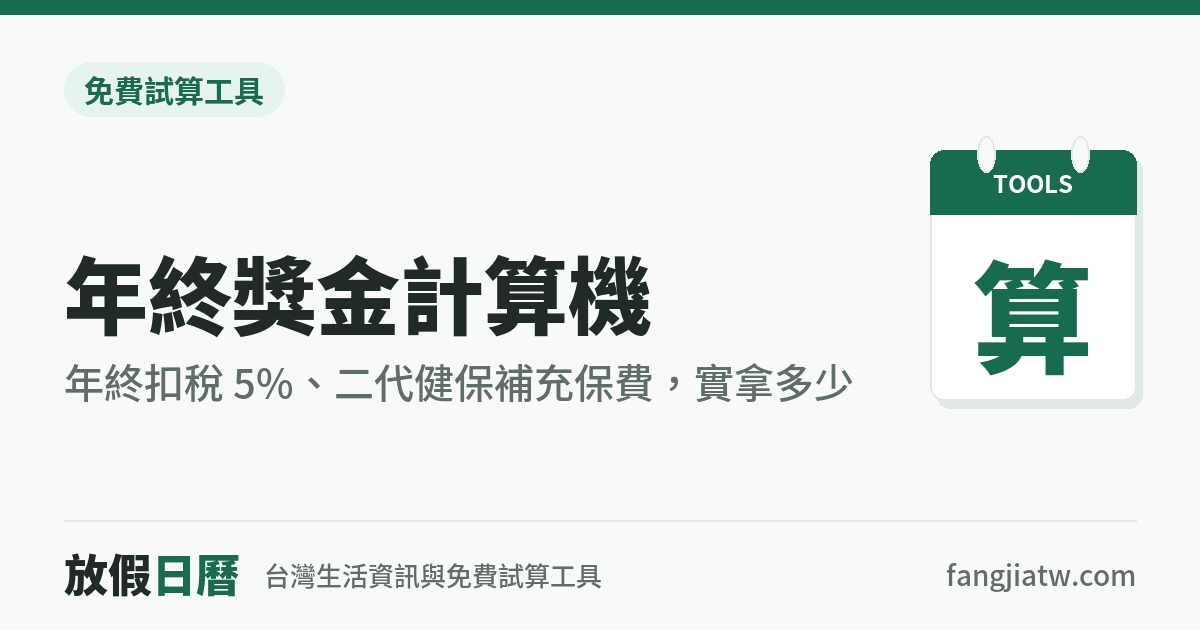 免費試算工具
TOOLS
算
年終獎金計算機
年終扣稅 5%、二代健保補充保費，實拿多少
放假日曆 台灣生活資訊與免費試算工具 fangjiatw.com